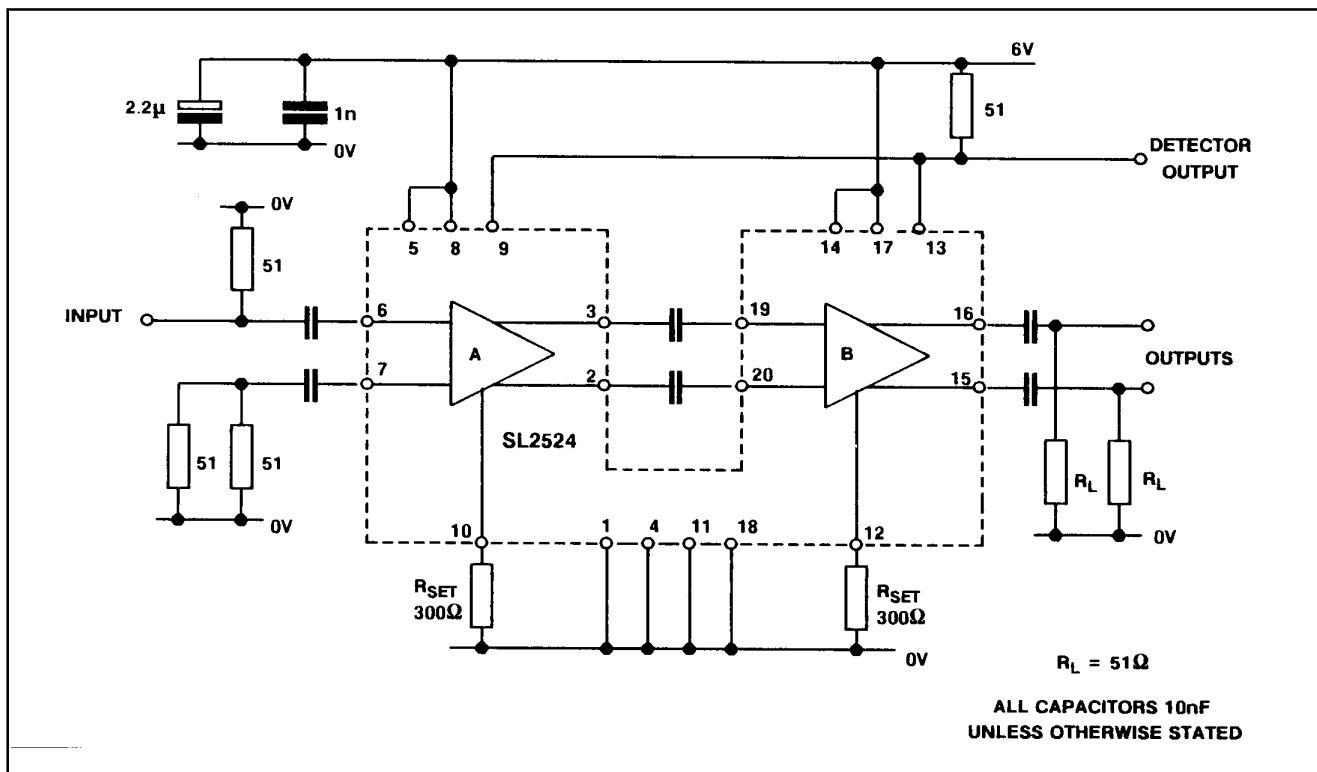 6V
2.2µ
1n
51
0V
DETECTOR
OUTPUT
0V
5
8
9
14
17
13
51
INPUT
6
3
19
16
A
B
OUTPUTS
7
2
20
15
SL2524
51
51
R_L
R_L
0V
10
1
4
11
18
12
0V
R_SET
300Ω
R_SET
300Ω
0V
R_L = 51Ω
ALL CAPACITORS 10nF
UNLESS OTHERWISE STATED